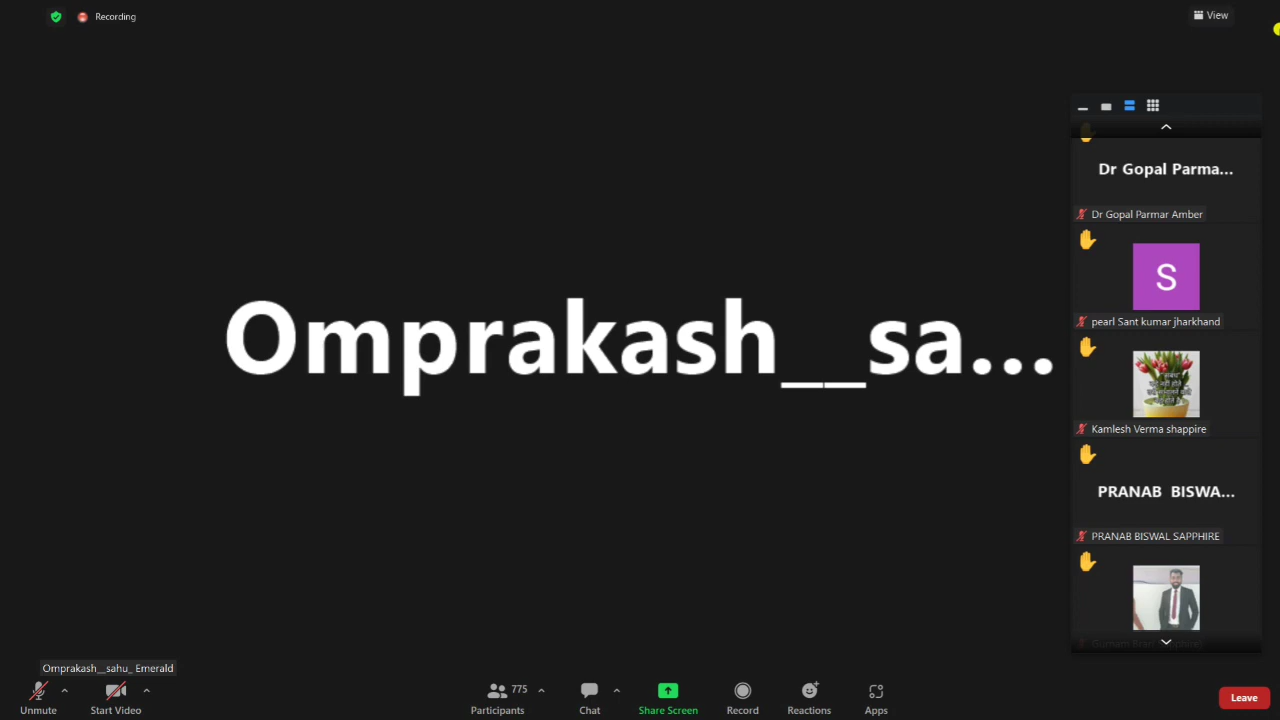 Recording
View
Dr Gopal Parma...
Dr Gopal Parmar Amber
S
pearl Sant kumar jharkhand
Kamlesh Verma shappire
PRANAB BISWA...
PRANAB BISWAL SAPPHIRE
Omprakash__sa...
Omprakash__sahu_ Emerald
Unmute
Start Video
775
Participants
Chat
Share Screen
Record
Reactions
Apps
Leave